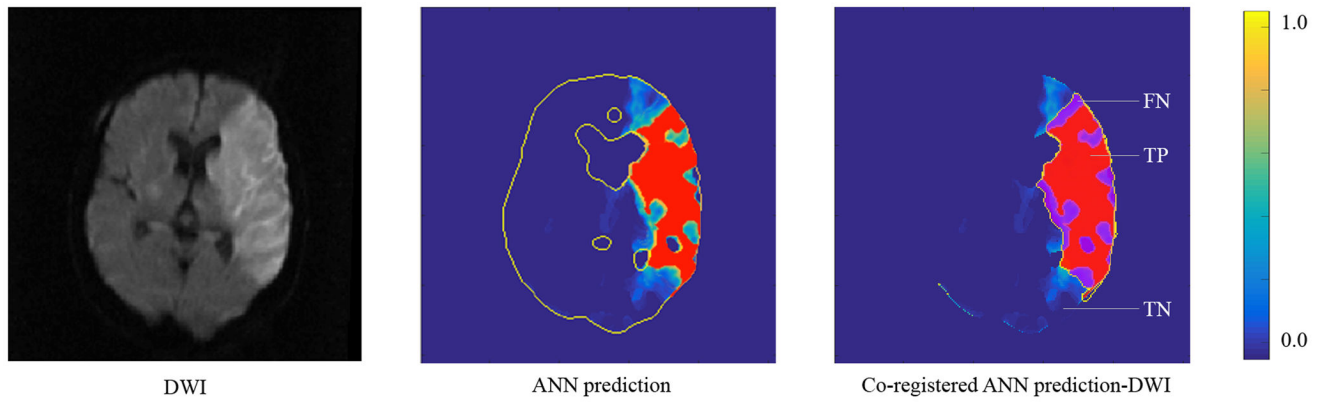 1.0
FN
TP
TN
0.0
DWI
ANN prediction
Co-registered ANN prediction-DWI